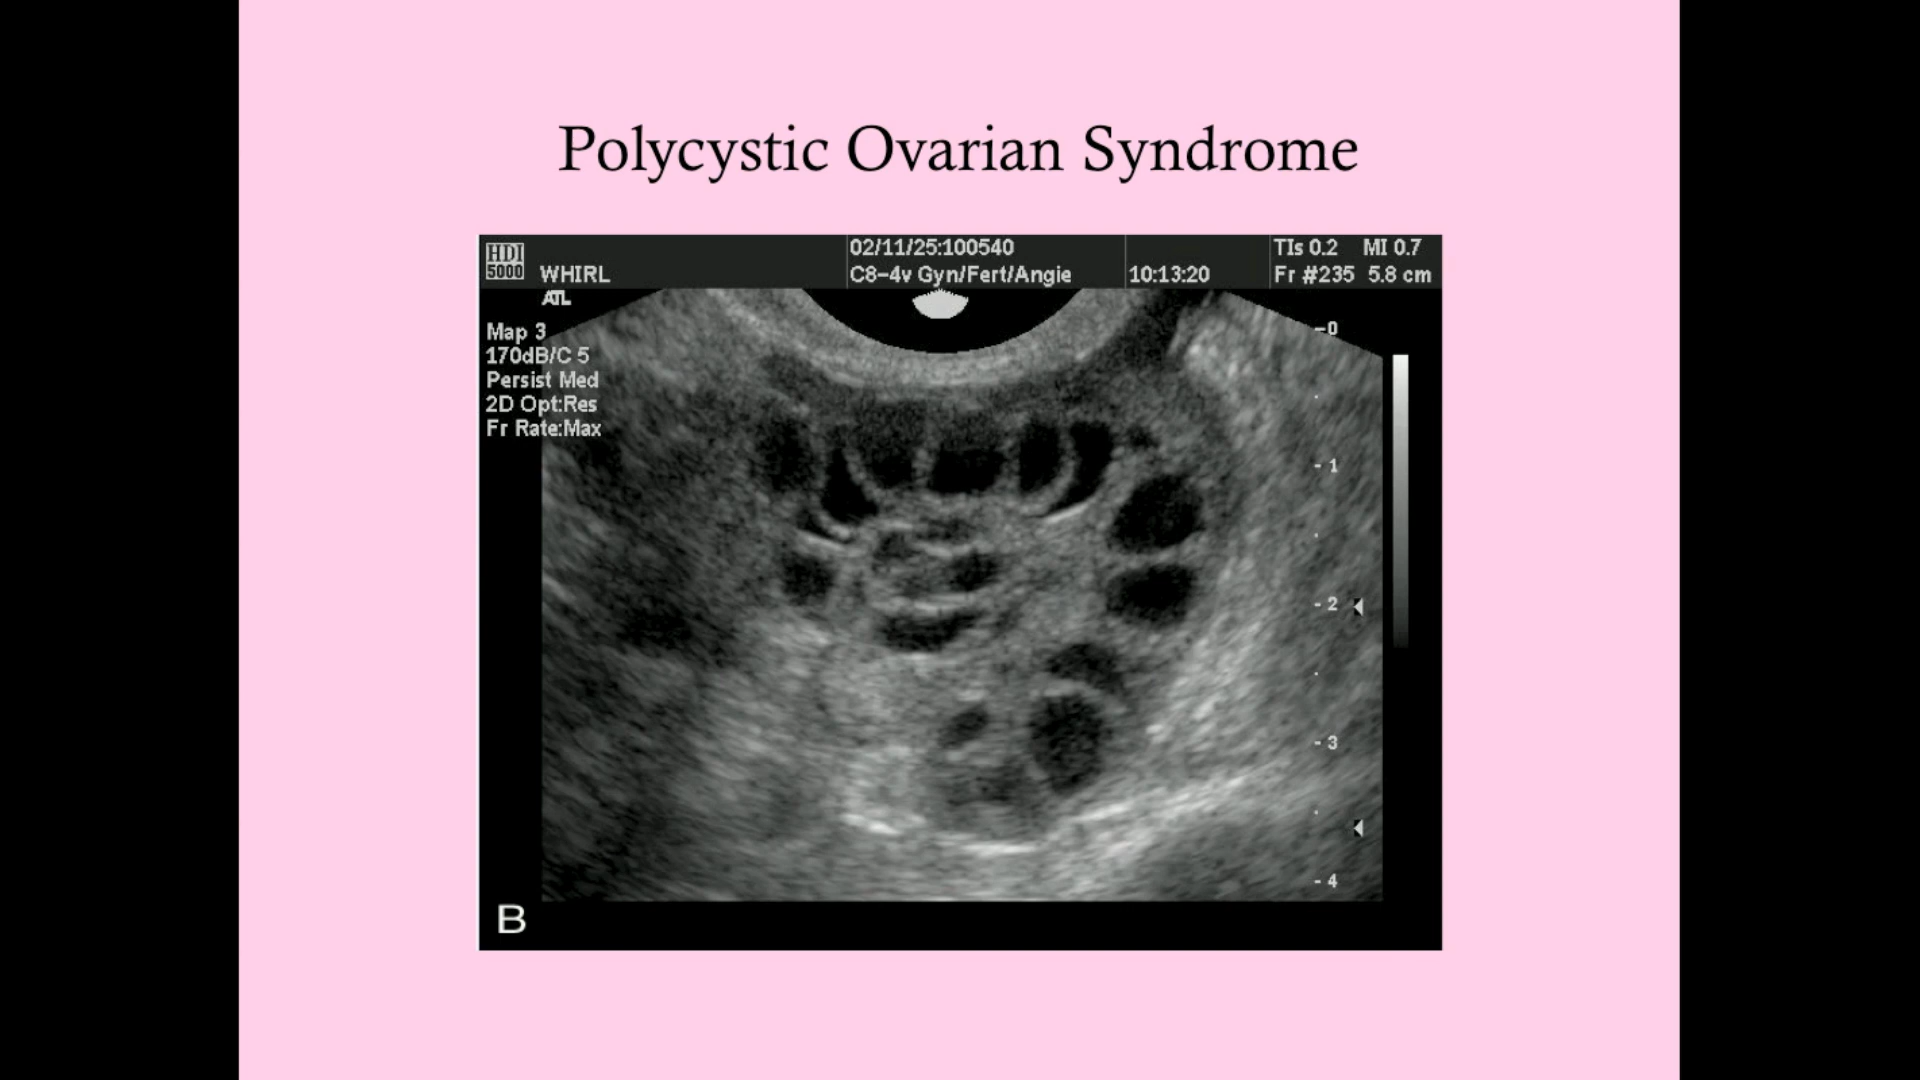 Polycystic Ovarian Syndrome
HDI
5000
WHIRL
02/11/25:100540
C8-4v Gyn/Fert/Angie
10:13:20
TIs 0.2 MI 0.7
Fr #235 5.8 cm
ATL
Map 3
170dB/C 5
Persist Med
2D Opt:Res
Fr Rate:Max
0
1
2
3
4
B